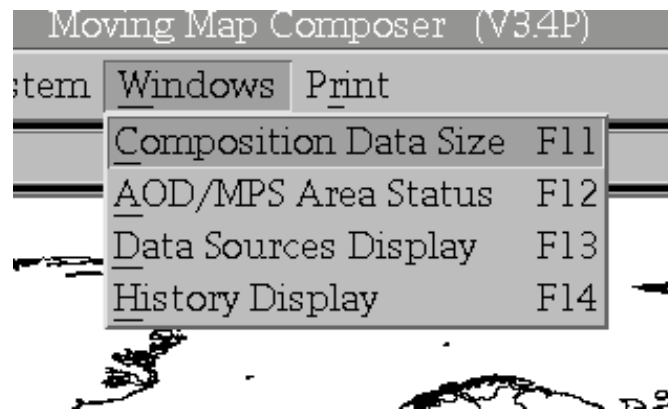 Moving Map Composer (V3.4P)
stem Windows Print
Composition Data Size F11
AOD/MPS Area Status F12
Data Sources Display F13
History Display F14